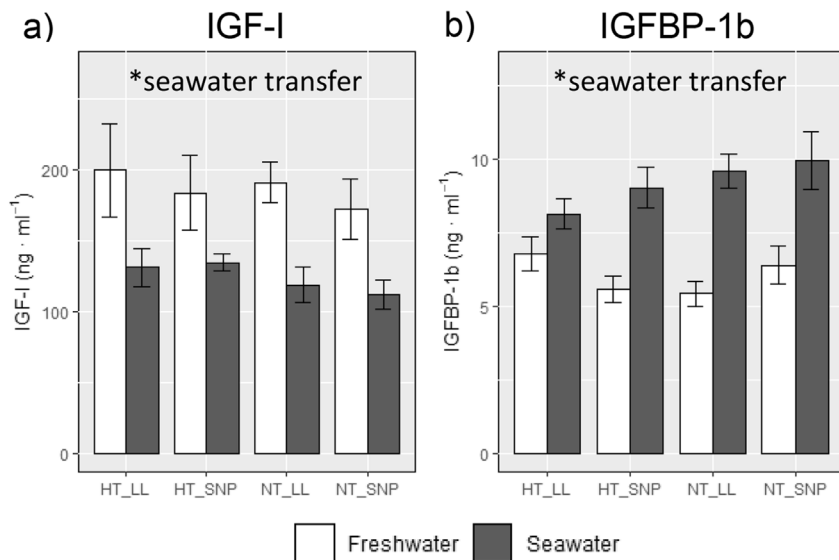 a) IGF-I
*seawater transfer
IGF-I (ng · ml⁻¹)
200
100
0
HT_LL HT_SNP NT_LL NT_SNP
b) IGFBP-1b
*seawater transfer
IGFBP-1b (ng · ml⁻¹)
10
5
0
HT_LL HT_SNP NT_LL NT_SNP
Freshwater Seawater